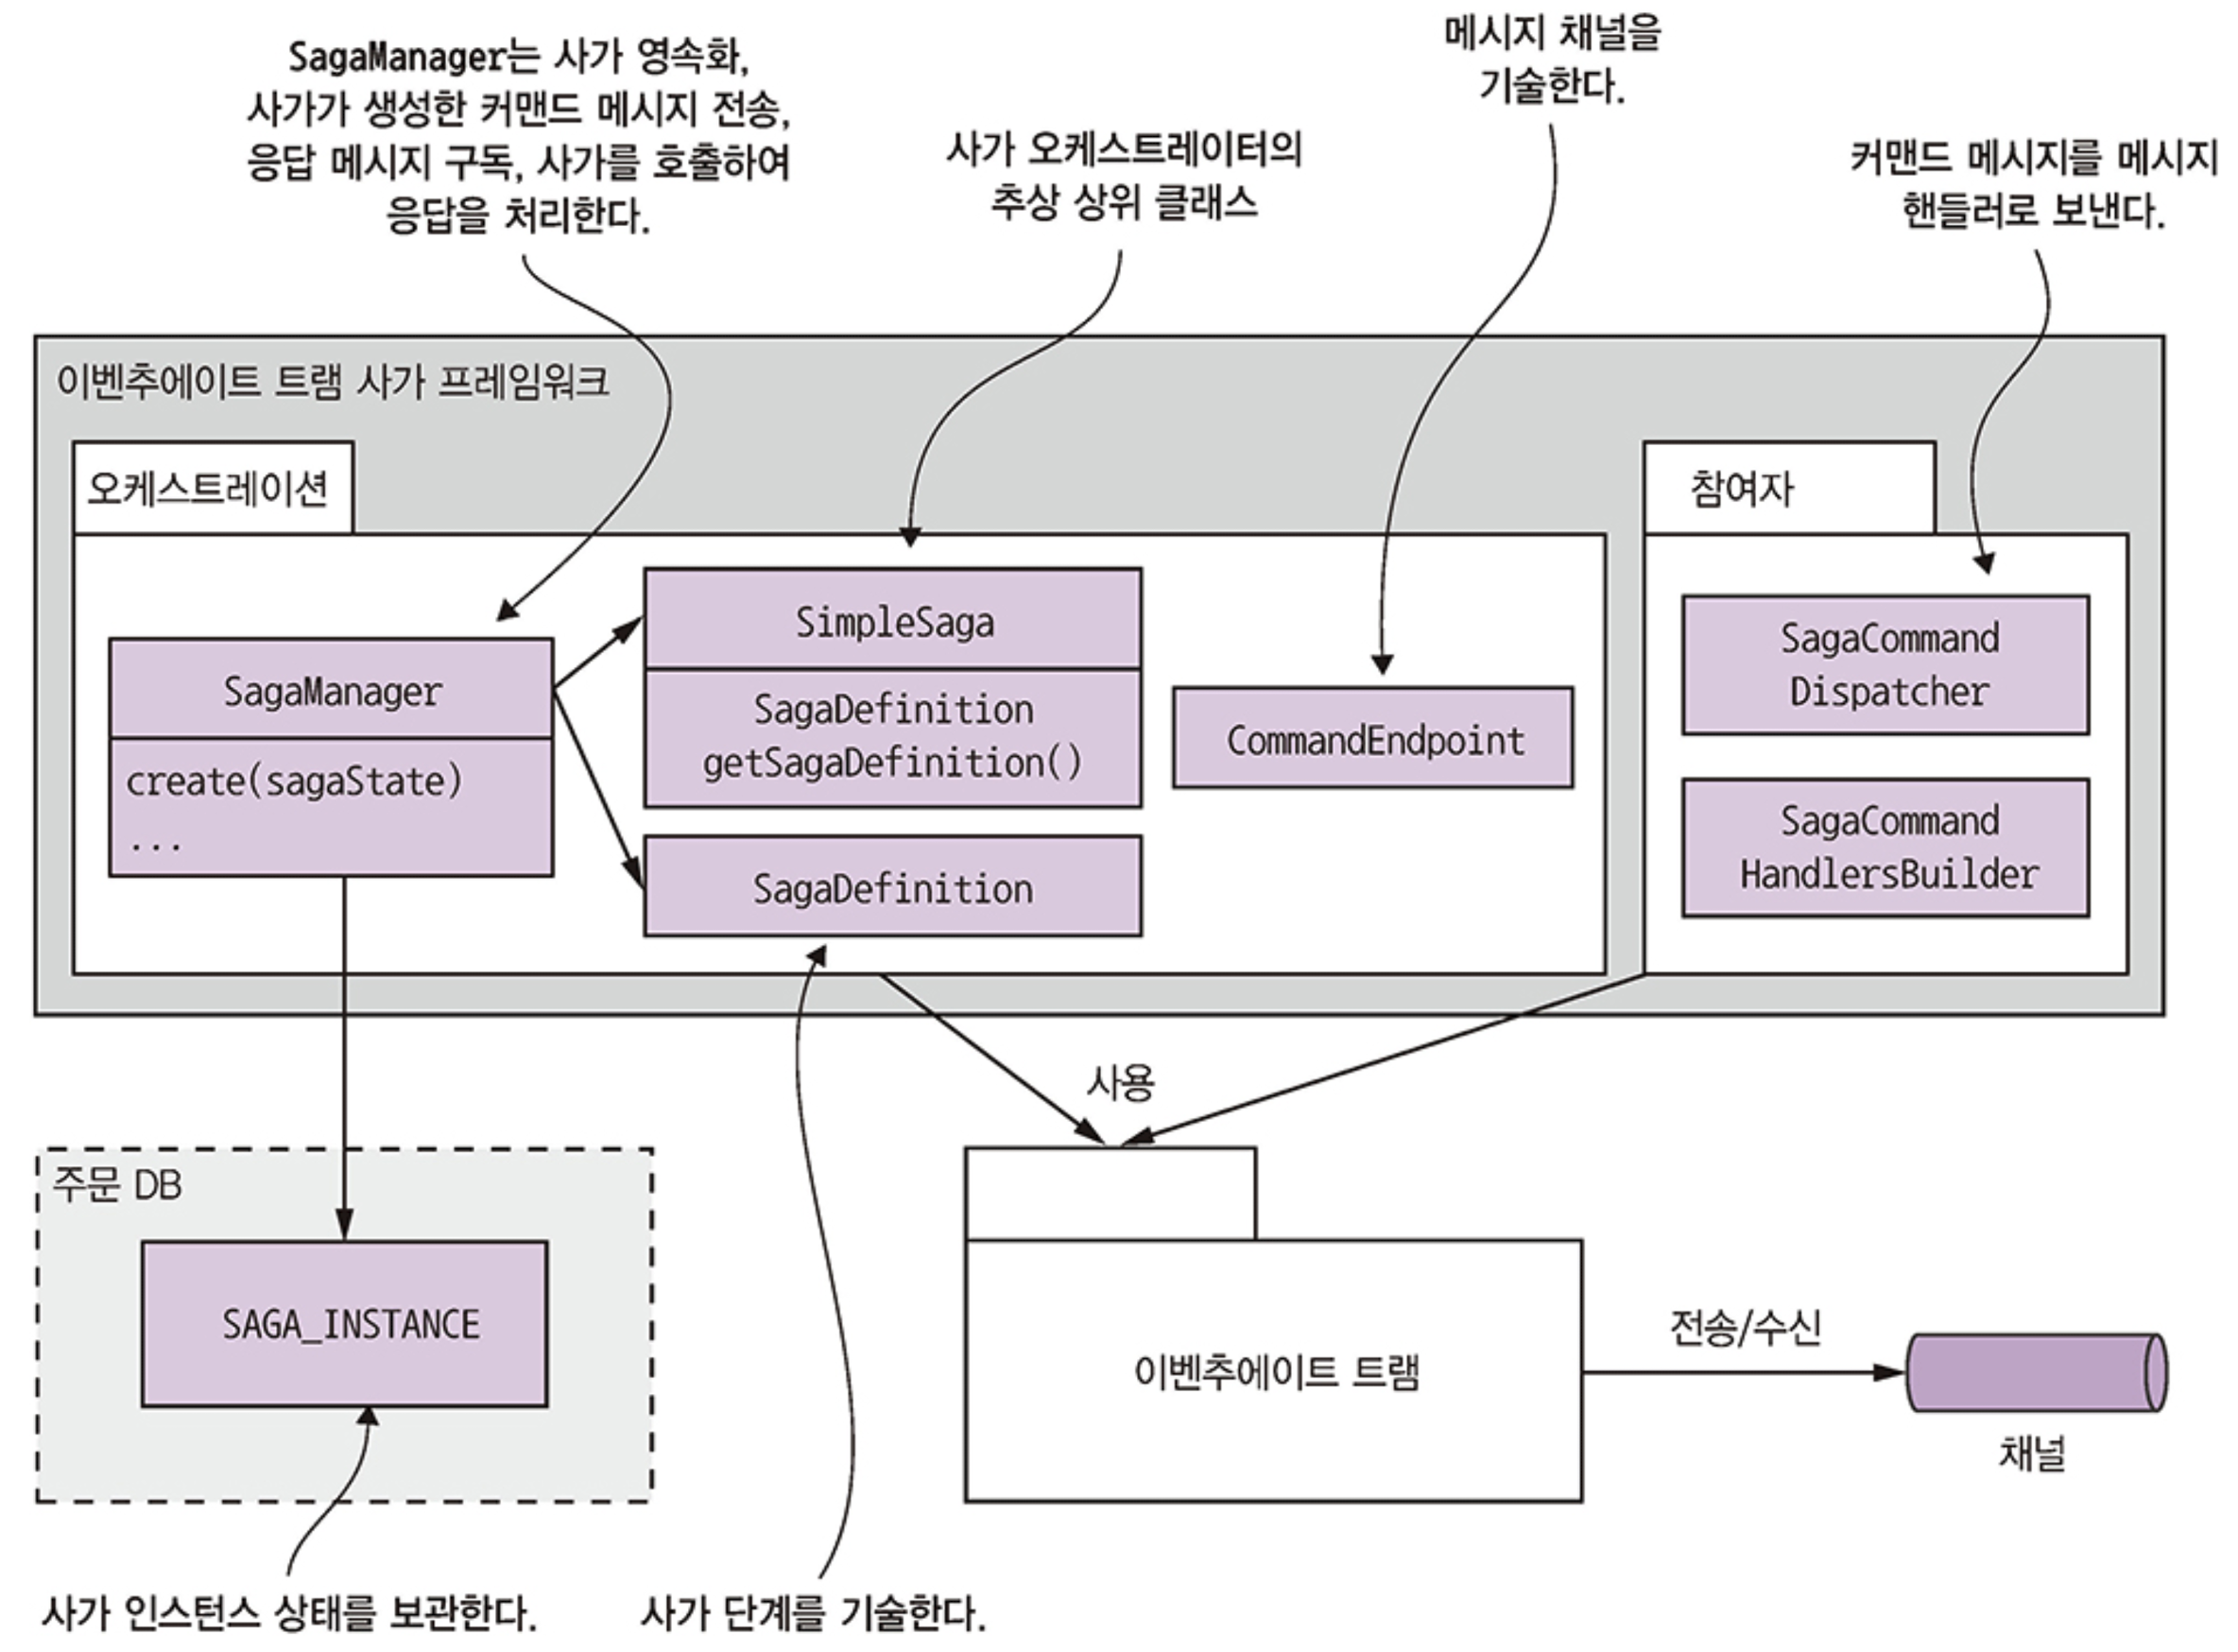 SagaManager는 사가 영속화,
사가가 생성한 커맨드 메시지 전송,
응답 메시지 구독, 사가를 호출하여
응답을 처리한다.
사가 오케스트레이터의
추상 상위 클래스
메시지 채널을
기술한다.
커맨드 메시지를 메시지
핸들러로 보낸다.
이벤추에이트 트램 사가 프레임워크
오케스트레이션
SagaManager
create(sagaState)
...
SimpleSaga
SagaDefinition
getSagaDefinition()
SagaDefinition
CommandEndpoint
참여자
SagaCommand
Dispatcher
SagaCommand
HandlersBuilder
사용
주문 DB
SAGA_INSTANCE
이벤추에이트 트램
전송/수신
채널
사가 인스턴스 상태를 보관한다.
사가 단계를 기술한다.